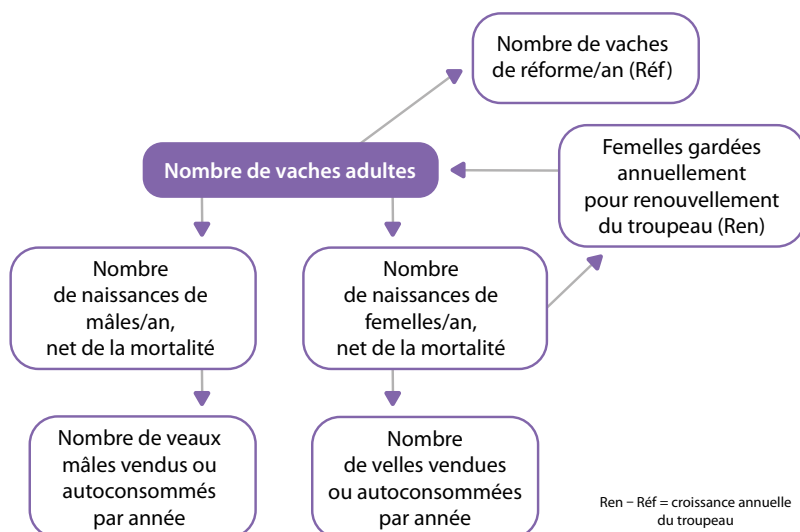 Nombre de vaches
de réforme/an (Réf)
Nombre de vaches adultes
Femelles gardées
annuellement
pour renouvellement
du troupeau (Ren)
Nombre
de naissances de
mâles/an,
net de la mortalité
Nombre
de naissances de
femelles/an,
net de la mortalité
Nombre de veaux
mâles vendus ou
autoconsommés
par année
Nombre
de velles vendues
ou autoconsommées
par année
Ren – Réf = croissance annuelle
du troupeau